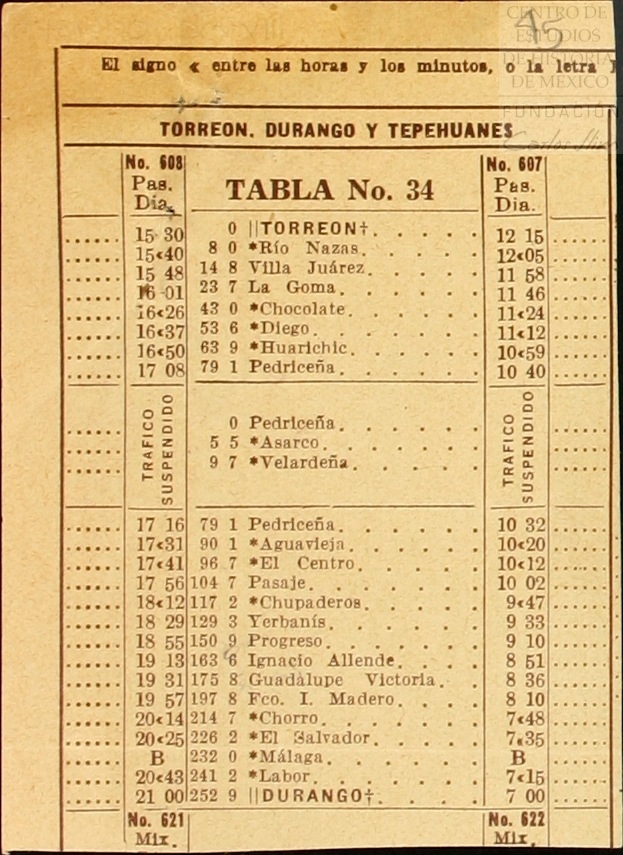 CENTRO DE
ESTUDIOS
DE HISTORIA
DE MEXICO
FUNDACIÓN
45
El signo « entre las horas y los minutos, o la letra
TORREON, DURANGO Y TEPEHUANES
No. 608 No. 607
Pas. TABLA No. 34 Pas.
Dia. Dia.
15 30 0 ||TORREON† 12 15
15«40 8 0 *Río Nazas 12«05
15 48 14 8 Villa Juárez 11 58
16 01 23 7 La Goma 11 46
16«26 43 0 *Chocolate 11«24
16«37 53 6 *Diego 11«12
16«50 63 9 *Huarichic 10«59
17 08 79 1 Pedriceña 10 40
TRAFICO SUSPENDIDO 0 Pedriceña TRAFICO SUSPENDIDO
5 5 *Asarco
9 7 *Velardeña
17 16 79 1 Pedriceña 10 32
17«31 90 1 *Aguavieja 10«20
17«41 96 7 *El Centro 10«12
17 56 104 7 Pasaje 10 02
18«12 117 2 *Chupaderos 9«47
18 29 129 3 Yerbanís 9 33
18 55 150 9 Progreso 9 10
19 13 163 6 Ignacio Allende 8 51
19 31 175 8 Guadalupe Victoria 8 36
19 57 197 8 Fco. I. Madero 8 10
20«14 214 7 *Chorro 7«48
20«25 226 2 *El Salvador 7«35
B 232 0 *Málaga B
20«43 241 2 *Labor 7«15
21 00 252 9 ||DURANGO† 7 00
No. 621 No. 622
Mix. Mix.